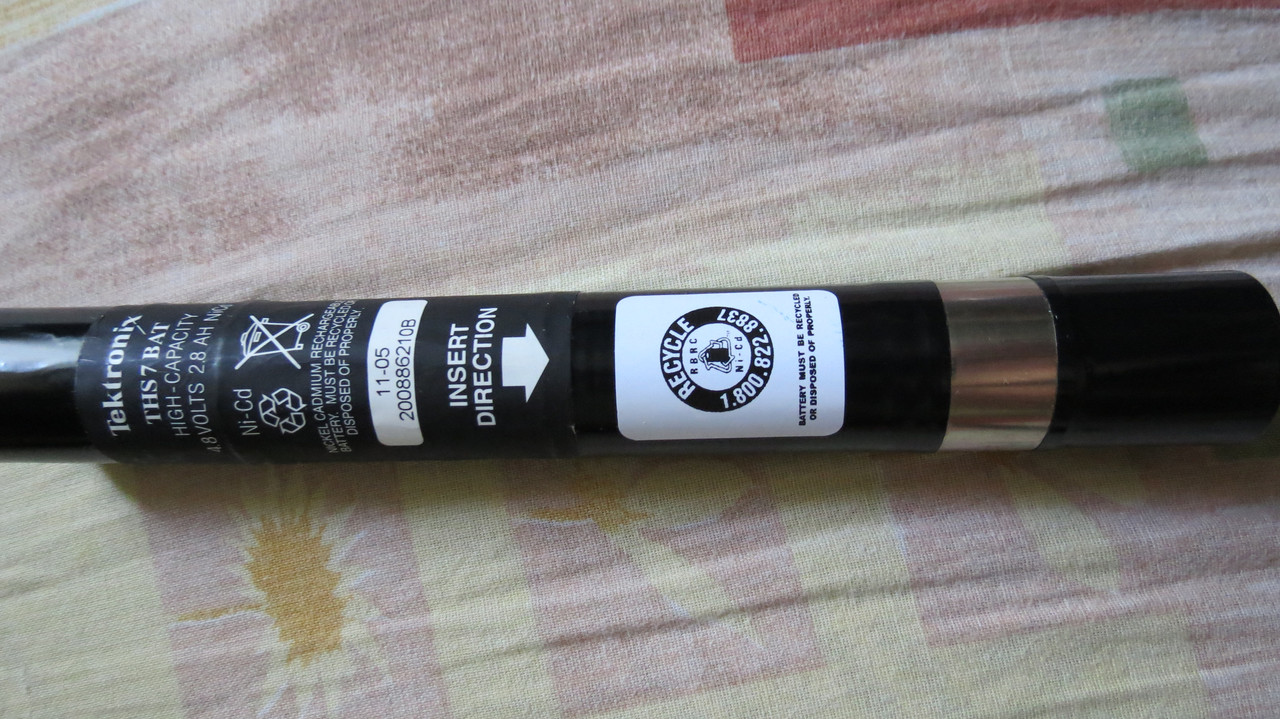 Tektronix
THS7 BAT
HIGH-CAPACITY
4.8 VOLTS 2.8 AH
Ni-Cd
NICKEL CADMIUM RECHARGEABLE
BATTERY. MUST BE RECYCLED OR
DISPOSED OF PROPERLY.
11-05
200886210B
INSERT
DIRECTION
RECYCLE
RBRC
Ni-Cd
1.800.822.8837
BATTERY MUST BE RECYCLED
OR DISPOSED OF PROPERLY.